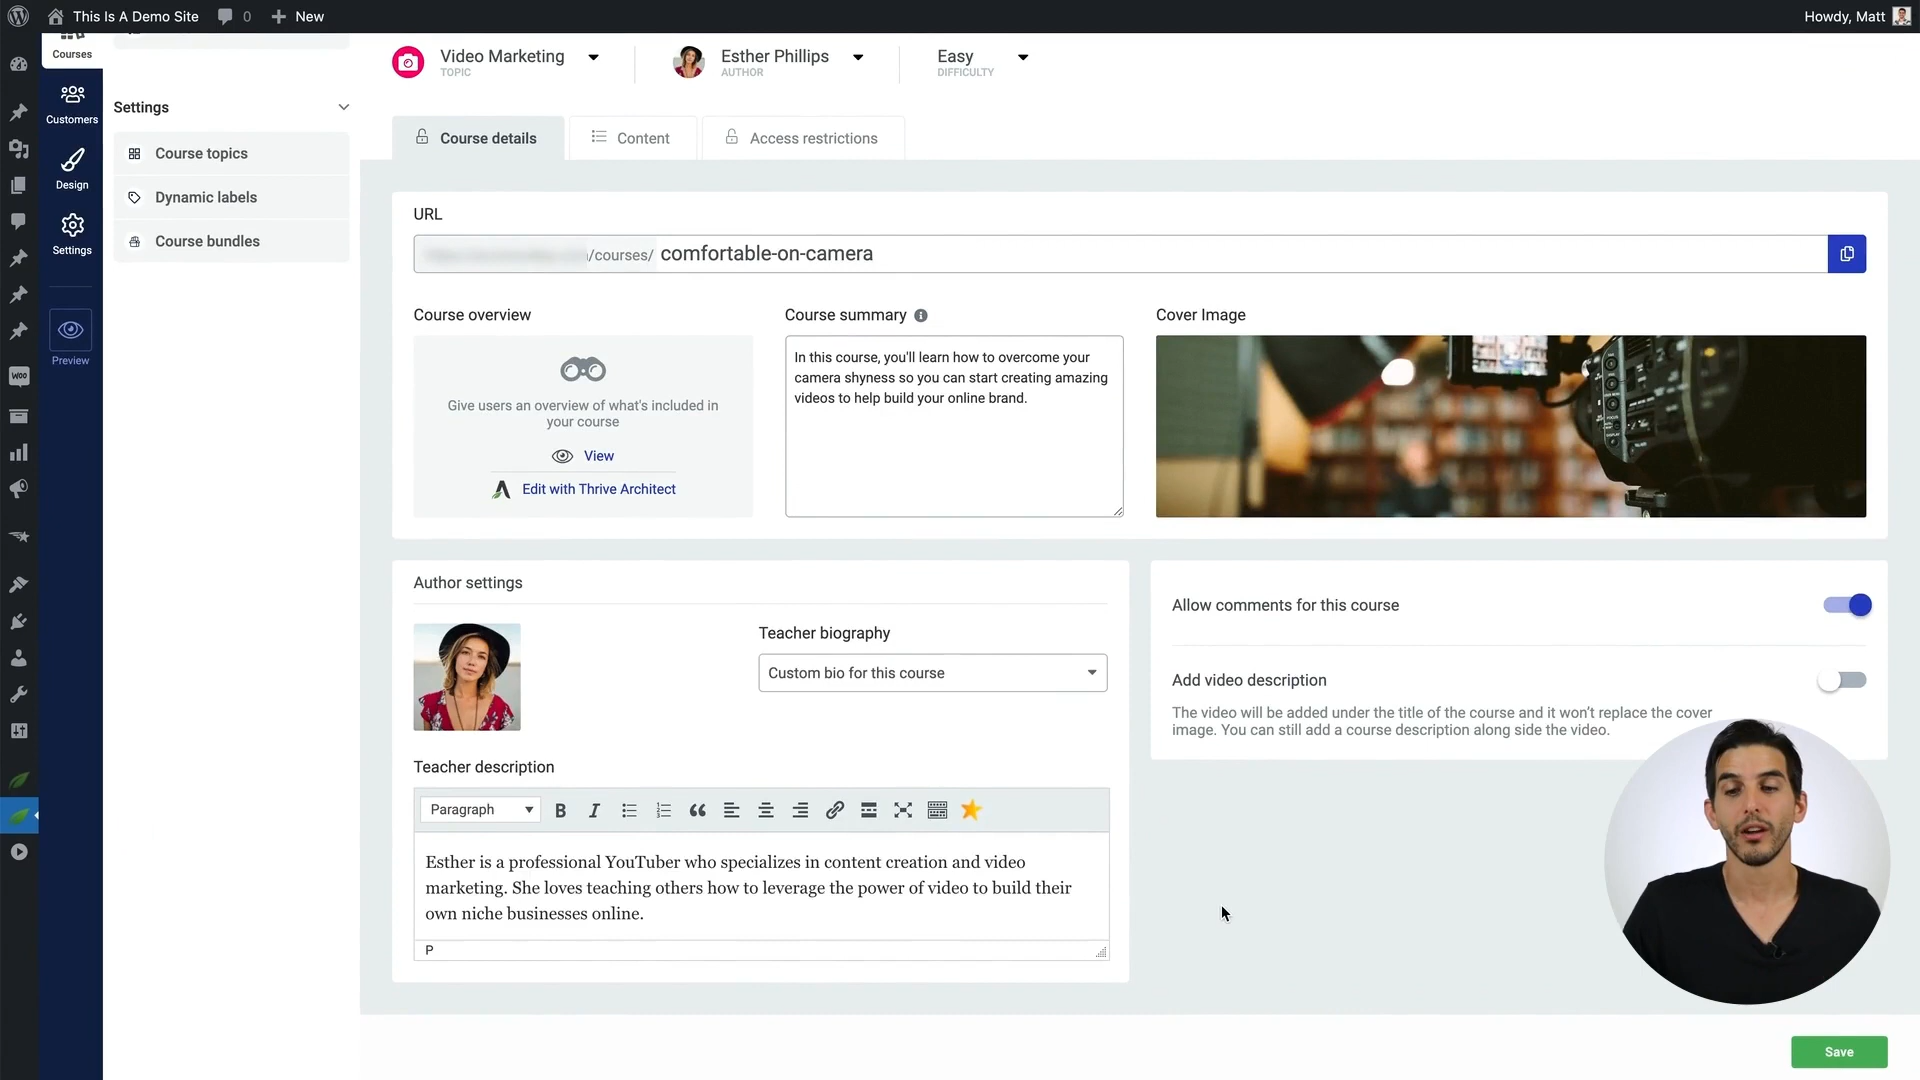 This Is A Demo Site 0 New Howdy, Matt
Courses
Customers
Design
Settings
Preview
WOO
Settings
Course topics
Dynamic labels
Course bundles
Video Marketing
TOPIC
Esther Phillips
AUTHOR
Easy
DIFFICULTY
Course details
Content
Access restrictions
URL
/courses/ comfortable-on-camera
Course overview
Give users an overview of what's included in
your course
View
Edit with Thrive Architect
Course summary
In this course, you'll learn how to overcome your
camera shyness so you can start creating amazing
videos to help build your online brand.
Cover Image
Author settings
Teacher biography
Custom bio for this course
Teacher description
Paragraph
Esther is a professional YouTuber who specializes in content creation and video
marketing. She loves teaching others how to leverage the power of video to build their
own niche businesses online.
P
Allow comments for this course
Add video description
The video will be added under the title of the course and it won't replace the cover
image. You can still add a course description along side the video.
Save